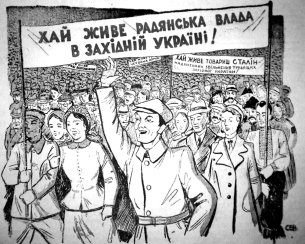 ХАЙ ЖИВЕ РАДЯНСЬКА ВЛАДА
В ЗАХІДНІЙ УКРАЇНІ!
ХАЙ ЖИВЕ ТОВАРИШ СТАЛІН-